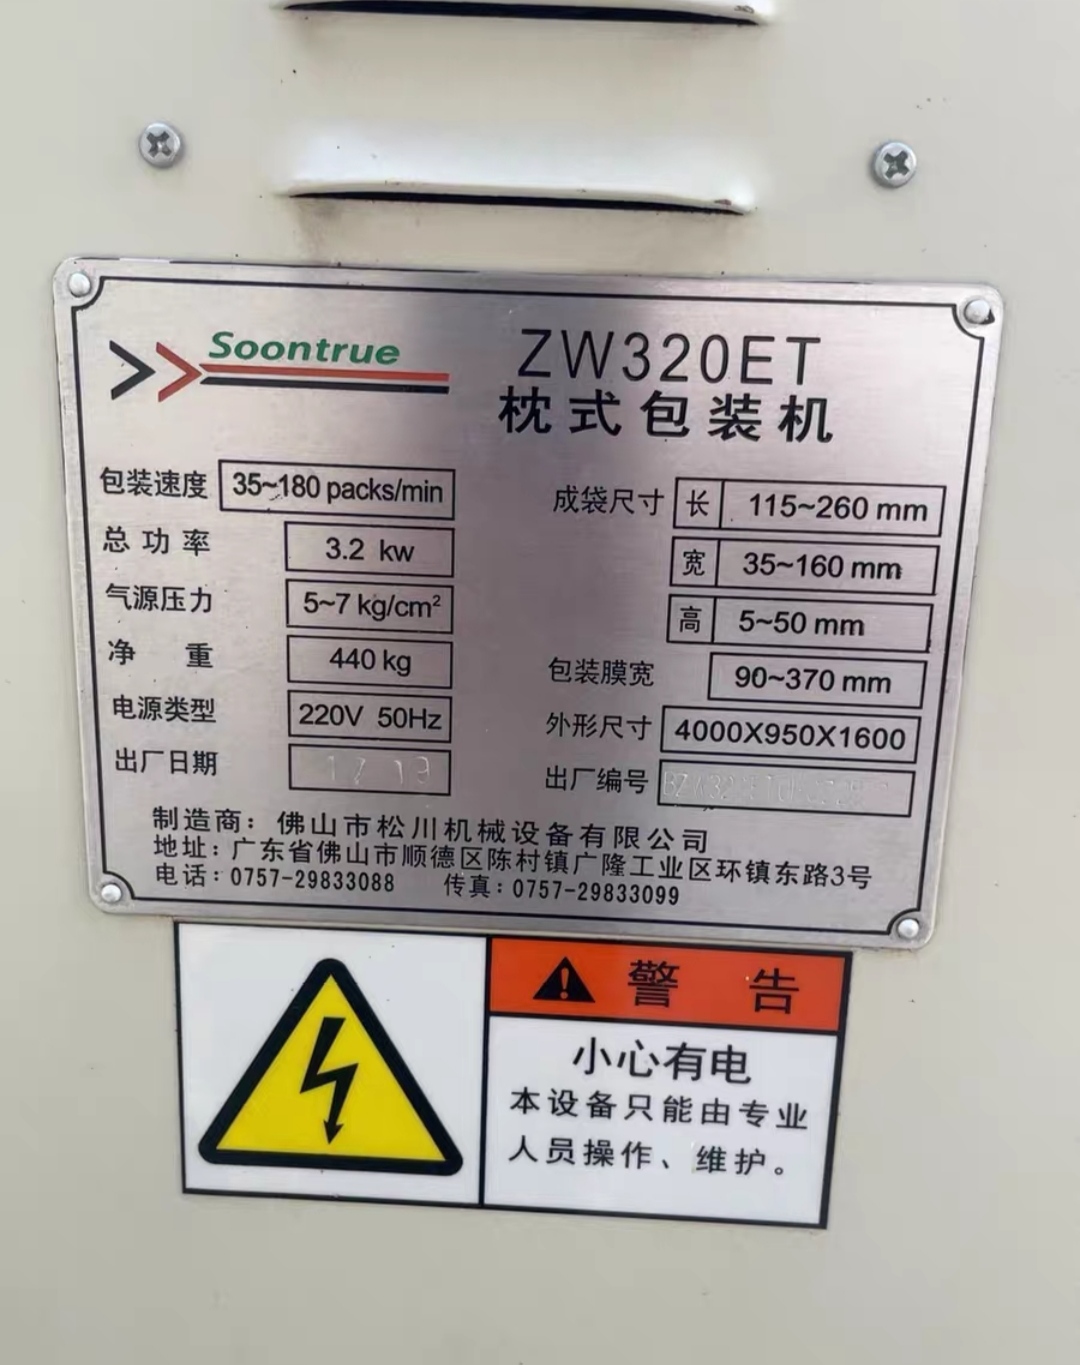 Soontrue
ZW320ET
枕式包装机
包装速度 35~180 packs/min
总功率 3.2 kw
气源压力 5~7 kg/cm²
净重 440 kg
电源类型 220V 50Hz
出厂日期
成袋尺寸 长 115~260 mm
宽 35~160 mm
高 5~50 mm
包装膜宽 90~370 mm
外形尺寸 4000X950X1600
出厂编号
制造商：佛山市松川机械设备有限公司
地址：广东省佛山市顺德区陈村镇广隆工业区环镇东路3号
电话：0757-29833088 传真：0757-29833099
警告
小心有电
本设备只能由专业
人员操作、维护。